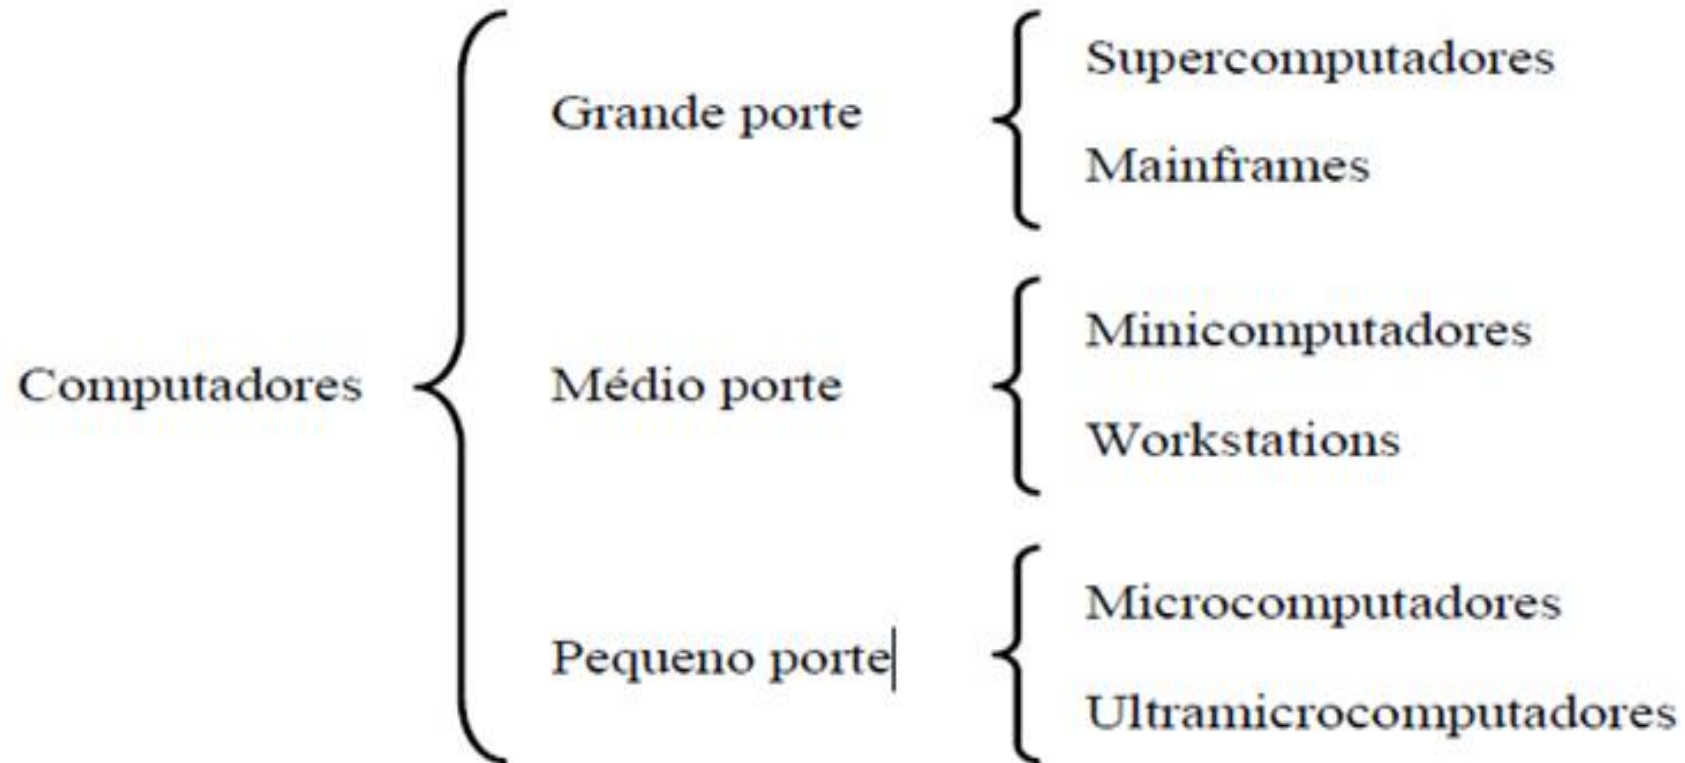 Computadores
Grande porte
Supercomputadores
Mainframes
Médio porte
Minicomputadores
Workstations
Pequeno porte
Microcomputadores
Ultramicrocomputadores